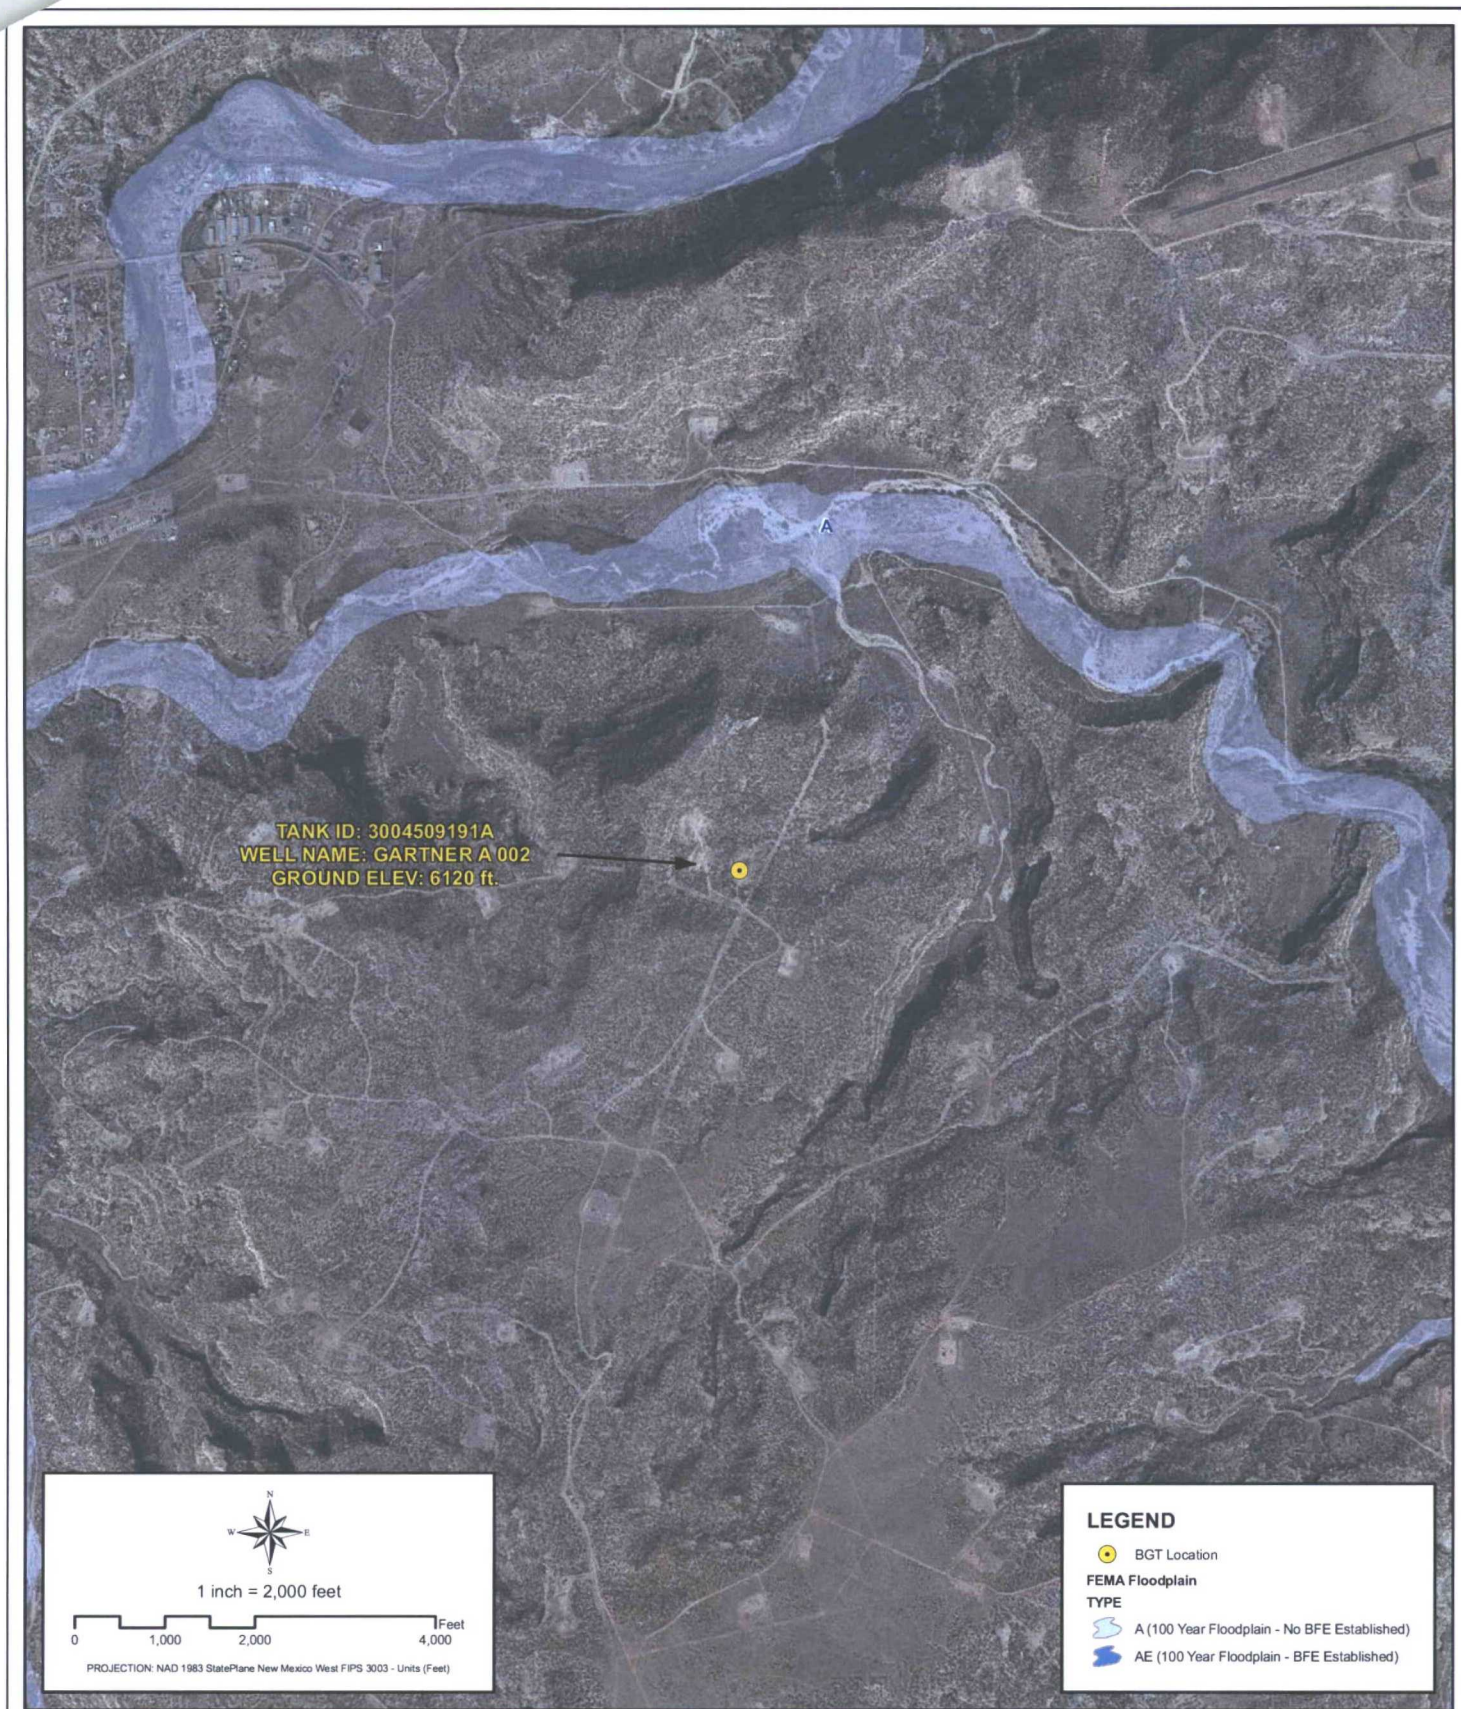 A
TANK ID: 3004509191A
WELL NAME: GARTNER A 002
GROUND ELEV: 6120 ft.
N
W E
S
1 inch = 2,000 feet
Feet
0 1,000 2,000 4,000
PROJECTION: NAD 1983 StatePlane New Mexico West FIPS 3003 - Units (Feet)
LEGEND
BGT Location
FEMA Floodplain
TYPE
A (100 Year Floodplain - No BFE Established)
AE (100 Year Floodplain - BFE Established)